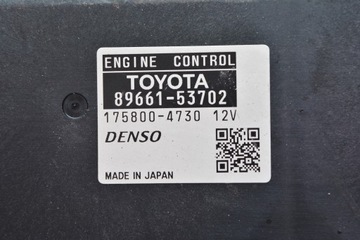 ENGINE CONTROL
TOYOTA
89661-53702
175800-4730 12V
DENSO
MADE IN JAPAN